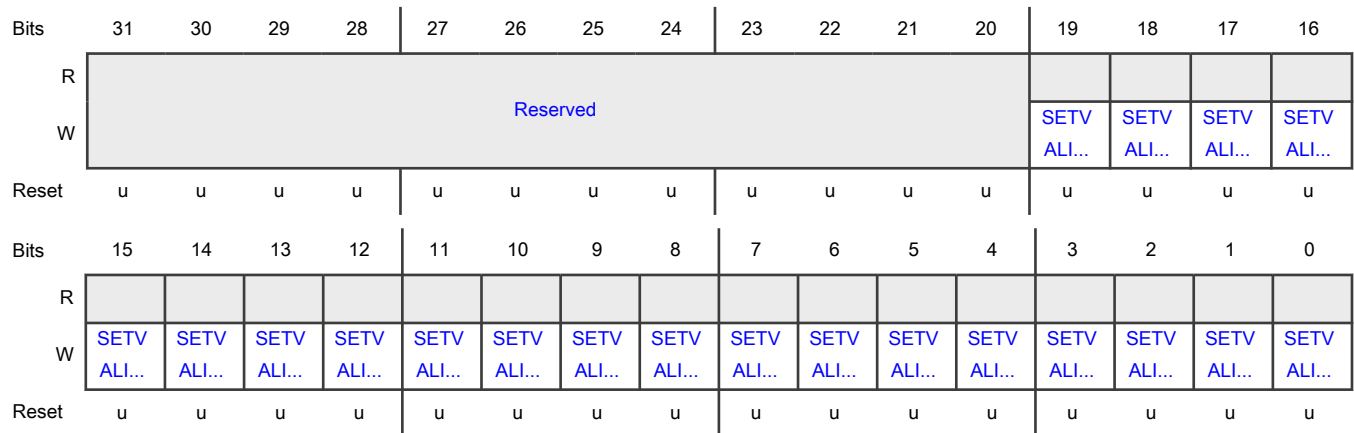 Bits 31 30 29 28 27 26 25 24 23 22 21 20 19 18 17 16
R
Reserved
W SETV SETV SETV SETV
ALI... ALI... ALI... ALI...
Reset u u u u u u u u u u u u u u u u
Bits 15 14 13 12 11 10 9 8 7 6 5 4 3 2 1 0
R
W SETV SETV SETV SETV SETV SETV SETV SETV SETV SETV SETV SETV SETV SETV SETV SETV
ALI... ALI... ALI... ALI... ALI... ALI... ALI... ALI... ALI... ALI... ALI... ALI... ALI... ALI... ALI... ALI...
Reset u u u u u u u u u u u u u u u u